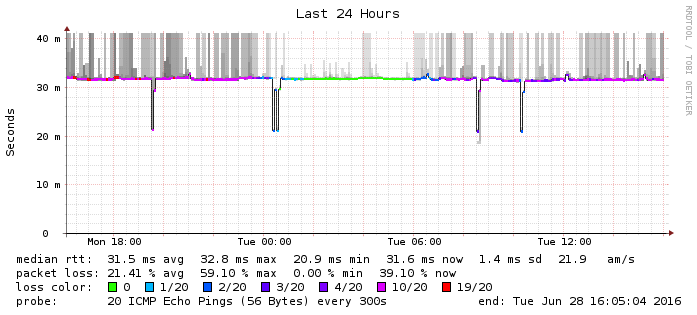 Last 24 Hours
RRDTOOL / TOBI OETIKER
Seconds
40 m
30 m
20 m
10 m
0
Mon 18:00 Tue 00:00 Tue 06:00 Tue 12:00
median rtt: 31.5 ms avg 32.8 ms max 20.9 ms min 31.6 ms now 1.4 ms sd 21.9 am/s
packet loss: 21.41 % avg 59.10 % max 0.00 % min 39.10 % now
loss color: 0 1/20 2/20 3/20 4/20 10/20 19/20
probe: 20 ICMP Echo Pings (56 Bytes) every 300s end: Tue Jun 28 16:05:04 2016